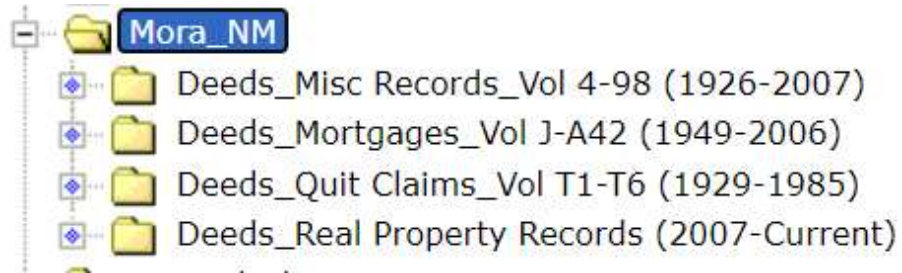 Mora_NM
Deeds_Misc Records_Vol 4-98 (1926-2007)
Deeds_Mortgages_Vol J-A42 (1949-2006)
Deeds_Quit Claims_Vol T1-T6 (1929-1985)
Deeds_Real Property Records (2007-Current)